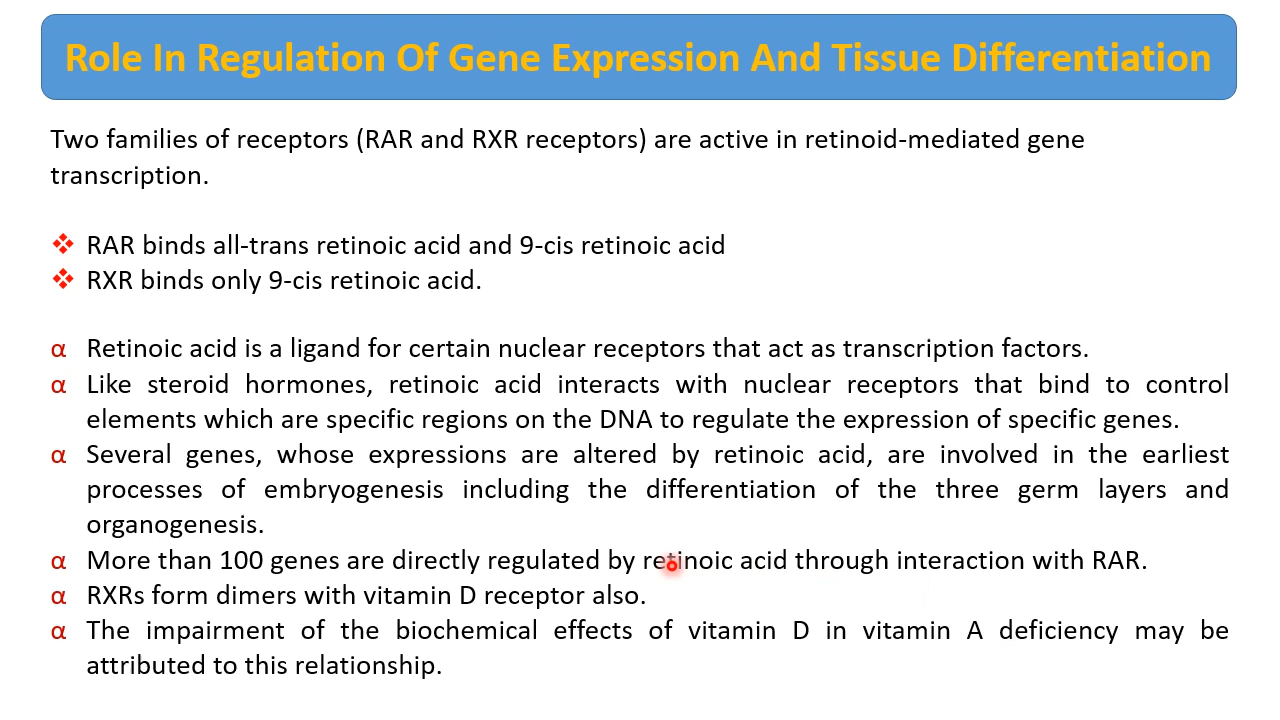 Role In Regulation Of Gene Expression And Tissue Differentiation
Two families of receptors (RAR and RXR receptors) are active in retinoid-mediated gene
transcription.
❖ RAR binds all-trans retinoic acid and 9-cis retinoic acid
❖ RXR binds only 9-cis retinoic acid.
α Retinoic acid is a ligand for certain nuclear receptors that act as transcription factors.
α Like steroid hormones, retinoic acid interacts with nuclear receptors that bind to control
elements which are specific regions on the DNA to regulate the expression of specific genes.
α Several genes, whose expressions are altered by retinoic acid, are involved in the earliest
processes of embryogenesis including the differentiation of the three germ layers and
organogenesis.
α More than 100 genes are directly regulated by retinoic acid through interaction with RAR.
α RXRs form dimers with vitamin D receptor also.
α The impairment of the biochemical effects of vitamin D in vitamin A deficiency may be
attributed to this relationship.